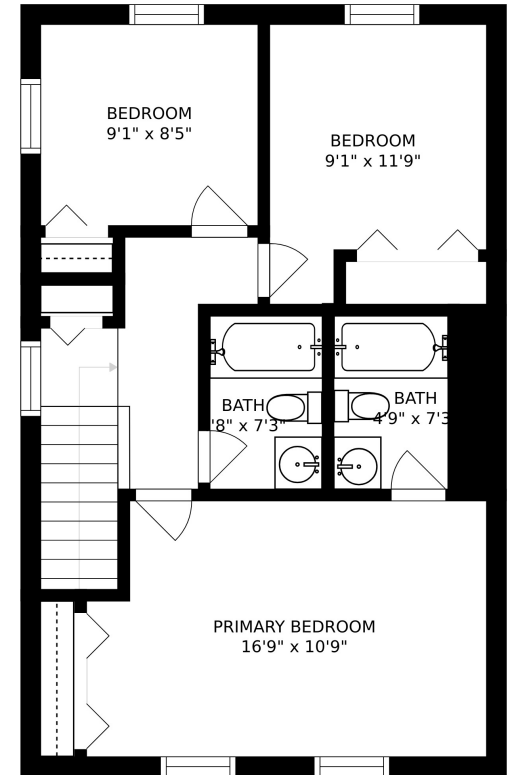 BEDROOM
9'1" x 8'5"
BEDROOM
9'1" x 11'9"
BATH
'8" x 7'3"
BATH
4'9" x 7'3
PRIMARY BEDROOM
16'9" x 10'9"